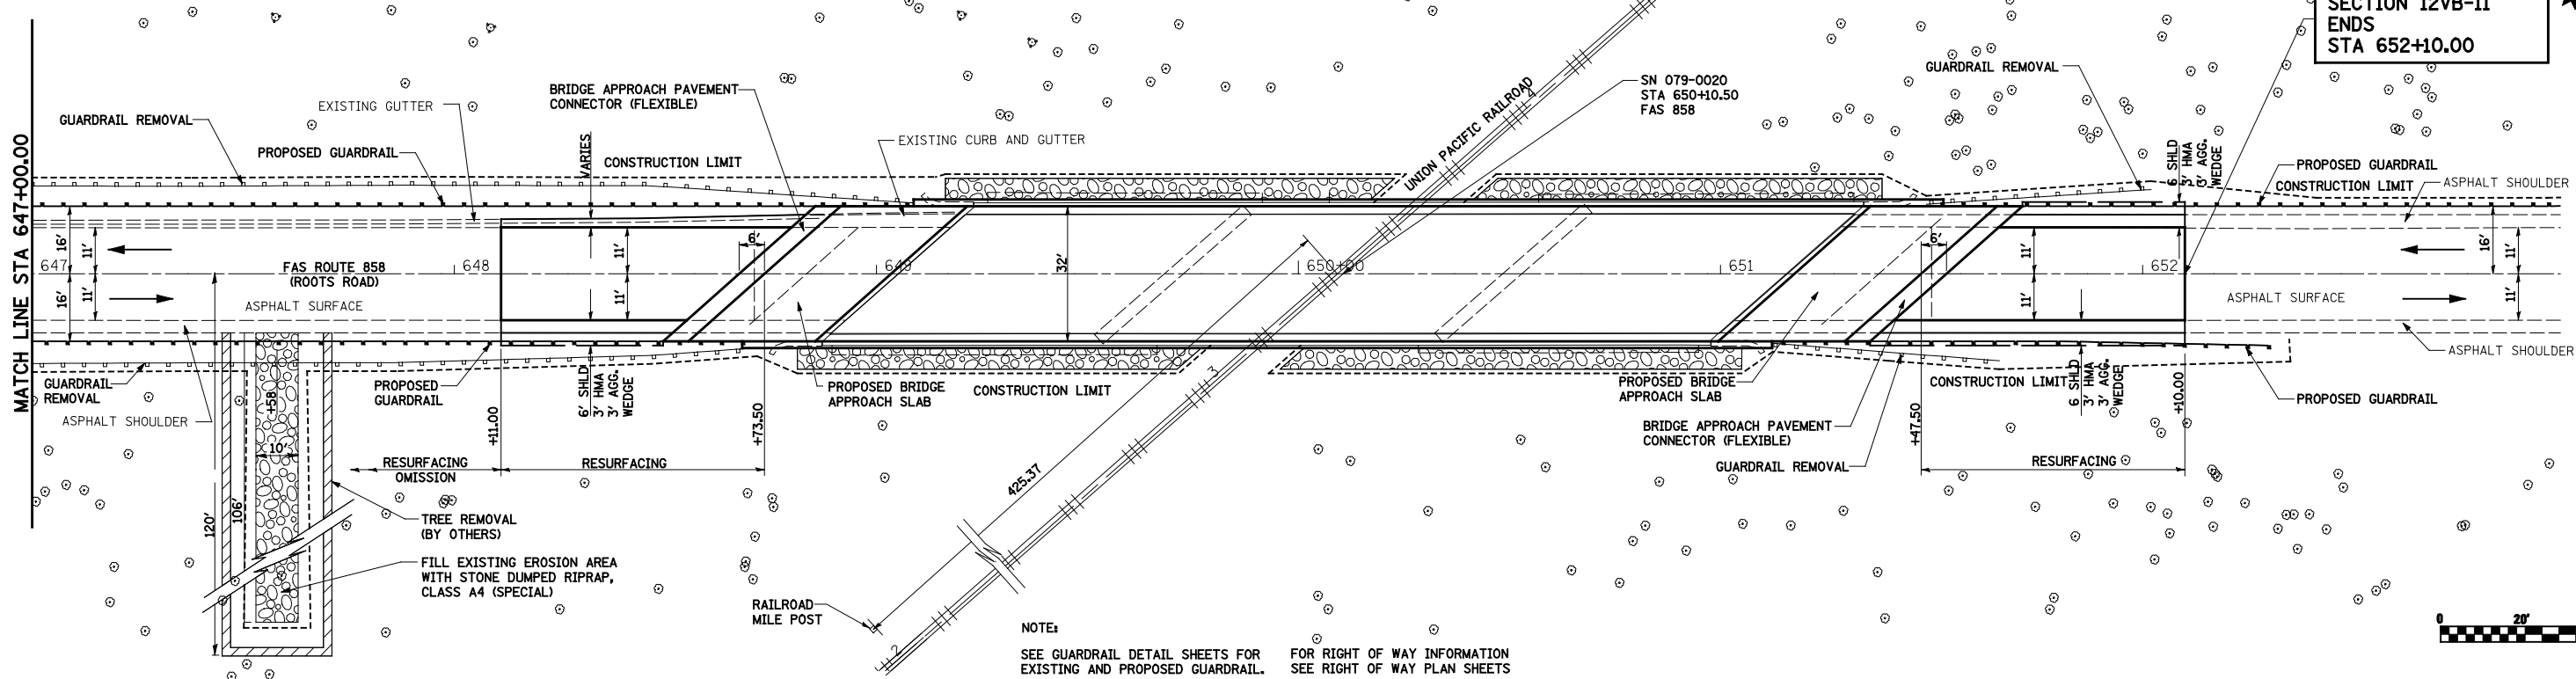 SECTION 12VB-11
ENDS
STA 652+10.00
MATCH LINE STA 647+00.00
GUARDRAIL REMOVAL
EXISTING GUTTER
PROPOSED GUARDRAIL
BRIDGE APPROACH PAVEMENT
CONNECTOR (FLEXIBLE)
VARIES
CONSTRUCTION LIMIT
EXISTING CURB AND GUTTER
UNION PACIFIC RAILROAD
4
SN 079-0020
STA 650+10.50
FAS 858
GUARDRAIL REMOVAL
6 SHLD
3' HMA
3' AGG.
WEDGE
PROPOSED GUARDRAIL
CONSTRUCTION LIMIT
ASPHALT SHOULDER
16'
11'
11'
6'
32'
6'
11'
16'
11'
647
648
649
650+00
651
652
FAS ROUTE 858
(ROOTS ROAD)
16'
11'
11'
11'
11'
ASPHALT SURFACE
ASPHALT SURFACE
ASPHALT SHOULDER
GUARDRAIL
REMOVAL
ASPHALT SHOULDER
+58
10'
106'
120'
PROPOSED
GUARDRAIL
+11.00
6' SHLD
3' HMA
3' AGG.
WEDGE
+73.50
PROPOSED BRIDGE
APPROACH SLAB
CONSTRUCTION LIMIT
3
PROPOSED BRIDGE
APPROACH SLAB
CONSTRUCTION LIMIT
6 SHLD
3' HMA
3' AGG.
WEDGE
+10.00
PROPOSED GUARDRAIL
BRIDGE APPROACH PAVEMENT
CONNECTOR (FLEXIBLE)
+47.50
GUARDRAIL REMOVAL
RESURFACING
RESURFACING
OMISSION
RESURFACING
425.37
TREE REMOVAL
(BY OTHERS)
FILL EXISTING EROSION AREA
WITH STONE DUMPED RIPRAP,
CLASS A4 (SPECIAL)
RAILROAD
MILE POST
2
NOTE:
SEE GUARDRAIL DETAIL SHEETS FOR
EXISTING AND PROPOSED GUARDRAIL.
FOR RIGHT OF WAY INFORMATION
SEE RIGHT OF WAY PLAN SHEETS
0
20'